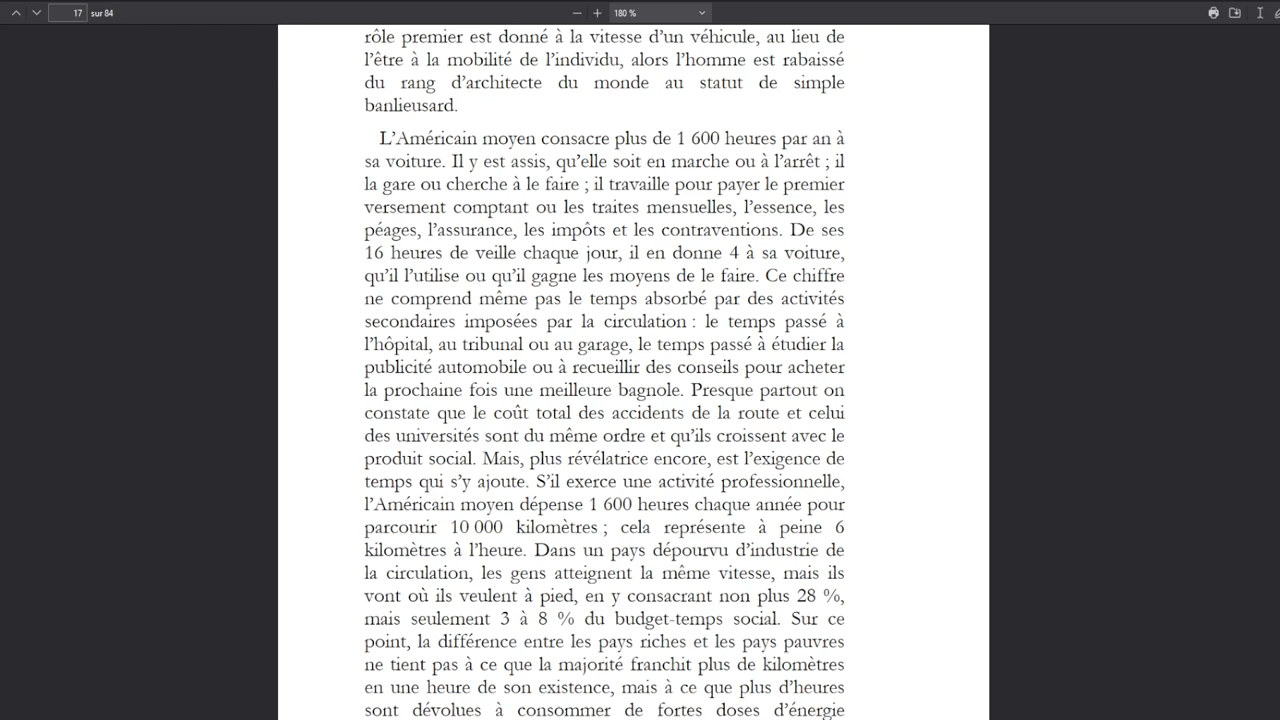 17 sur 84
180 %
rôle premier est donné à la vitesse d'un véhicule, au lieu de
l'être à la mobilité de l'individu, alors l'homme est rabaissé
du rang d'architecte du monde au statut de simple
banlieusard.
L'Américain moyen consacre plus de 1 600 heures par an à
sa voiture. Il y est assis, qu'elle soit en marche ou à l'arrêt ; il
la gare ou cherche à le faire ; il travaille pour payer le premier
versement comptant ou les traites mensuelles, l'essence, les
péages, l'assurance, les impôts et les contraventions. De ses
16 heures de veille chaque jour, il en donne 4 à sa voiture,
qu'il l'utilise ou qu'il gagne les moyens de le faire. Ce chiffre
ne comprend même pas le temps absorbé par des activités
secondaires imposées par la circulation : le temps passé à
l'hôpital, au tribunal ou au garage, le temps passé à étudier la
publicité automobile ou à recueillir des conseils pour acheter
la prochaine fois une meilleure bagnole. Presque partout on
constate que le coût total des accidents de la route et celui
des universités sont du même ordre et qu'ils croissent avec le
produit social. Mais, plus révélatrice encore, est l'exigence de
temps qui s'y ajoute. S'il exerce une activité professionnelle,
l'Américain moyen dépense 1 600 heures chaque année pour
parcourir 10 000 kilomètres ; cela représente à peine 6
kilomètres à l'heure. Dans un pays dépourvu d'industrie de
la circulation, les gens atteignent la même vitesse, mais ils
vont où ils veulent à pied, en y consacrant non plus 28 %,
mais seulement 3 à 8 % du budget-temps social. Sur ce
point, la différence entre les pays riches et les pays pauvres
ne tient pas à ce que la majorité franchit plus de kilomètres
en une heure de son existence, mais à ce que plus d'heures
sont dévolues à consommer de fortes doses d'énergie